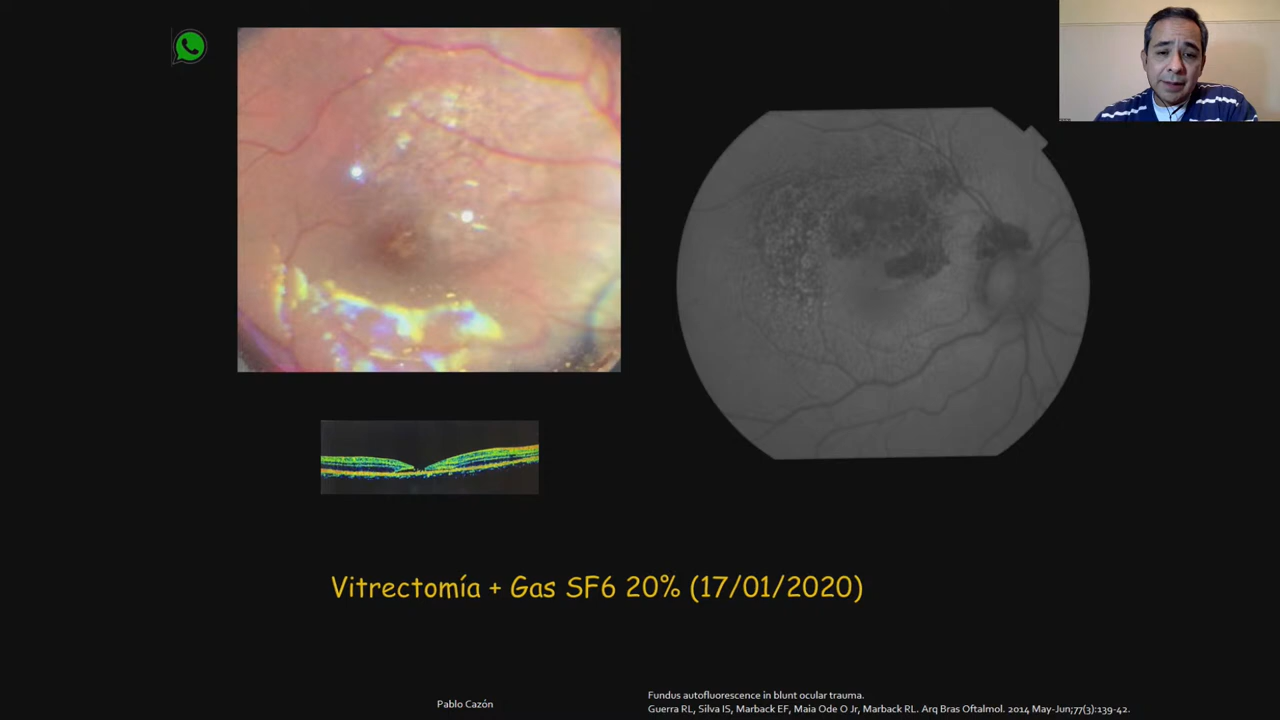 Vitrectomía + Gas SF6 20% (17/01/2020)
Pablo Cazón
Fundus autofluorescence in blunt ocular trauma.
Guerra RL, Silva IS, Marback EF, Maia Ode O Jr, Marback RL. Arq Bras Oftalmol. 2014 May-Jun;77(3):139-42.